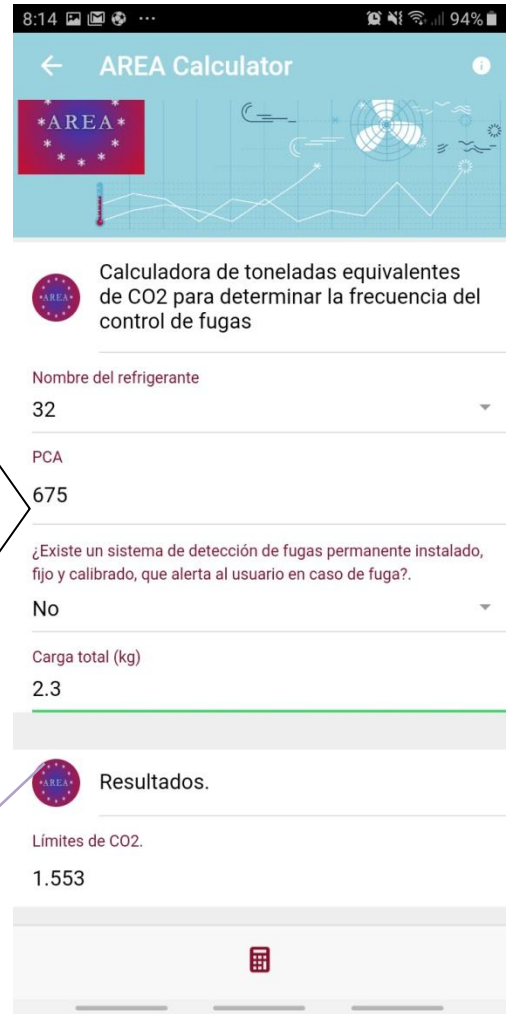 8:14 ... 94%
AREA Calculator
*AREA*
Calculadora de toneladas equivalentes
de CO2 para determinar la frecuencia del
control de fugas
*AREA*
Nombre del refrigerante
32
PCA
675
¿Existe un sistema de detección de fugas permanente instalado,
fijo y calibrado, que alerta al usuario en caso de fuga?.
No
Carga total (kg)
2.3
*AREA*
Resultados.
Límites de CO2.
1.553